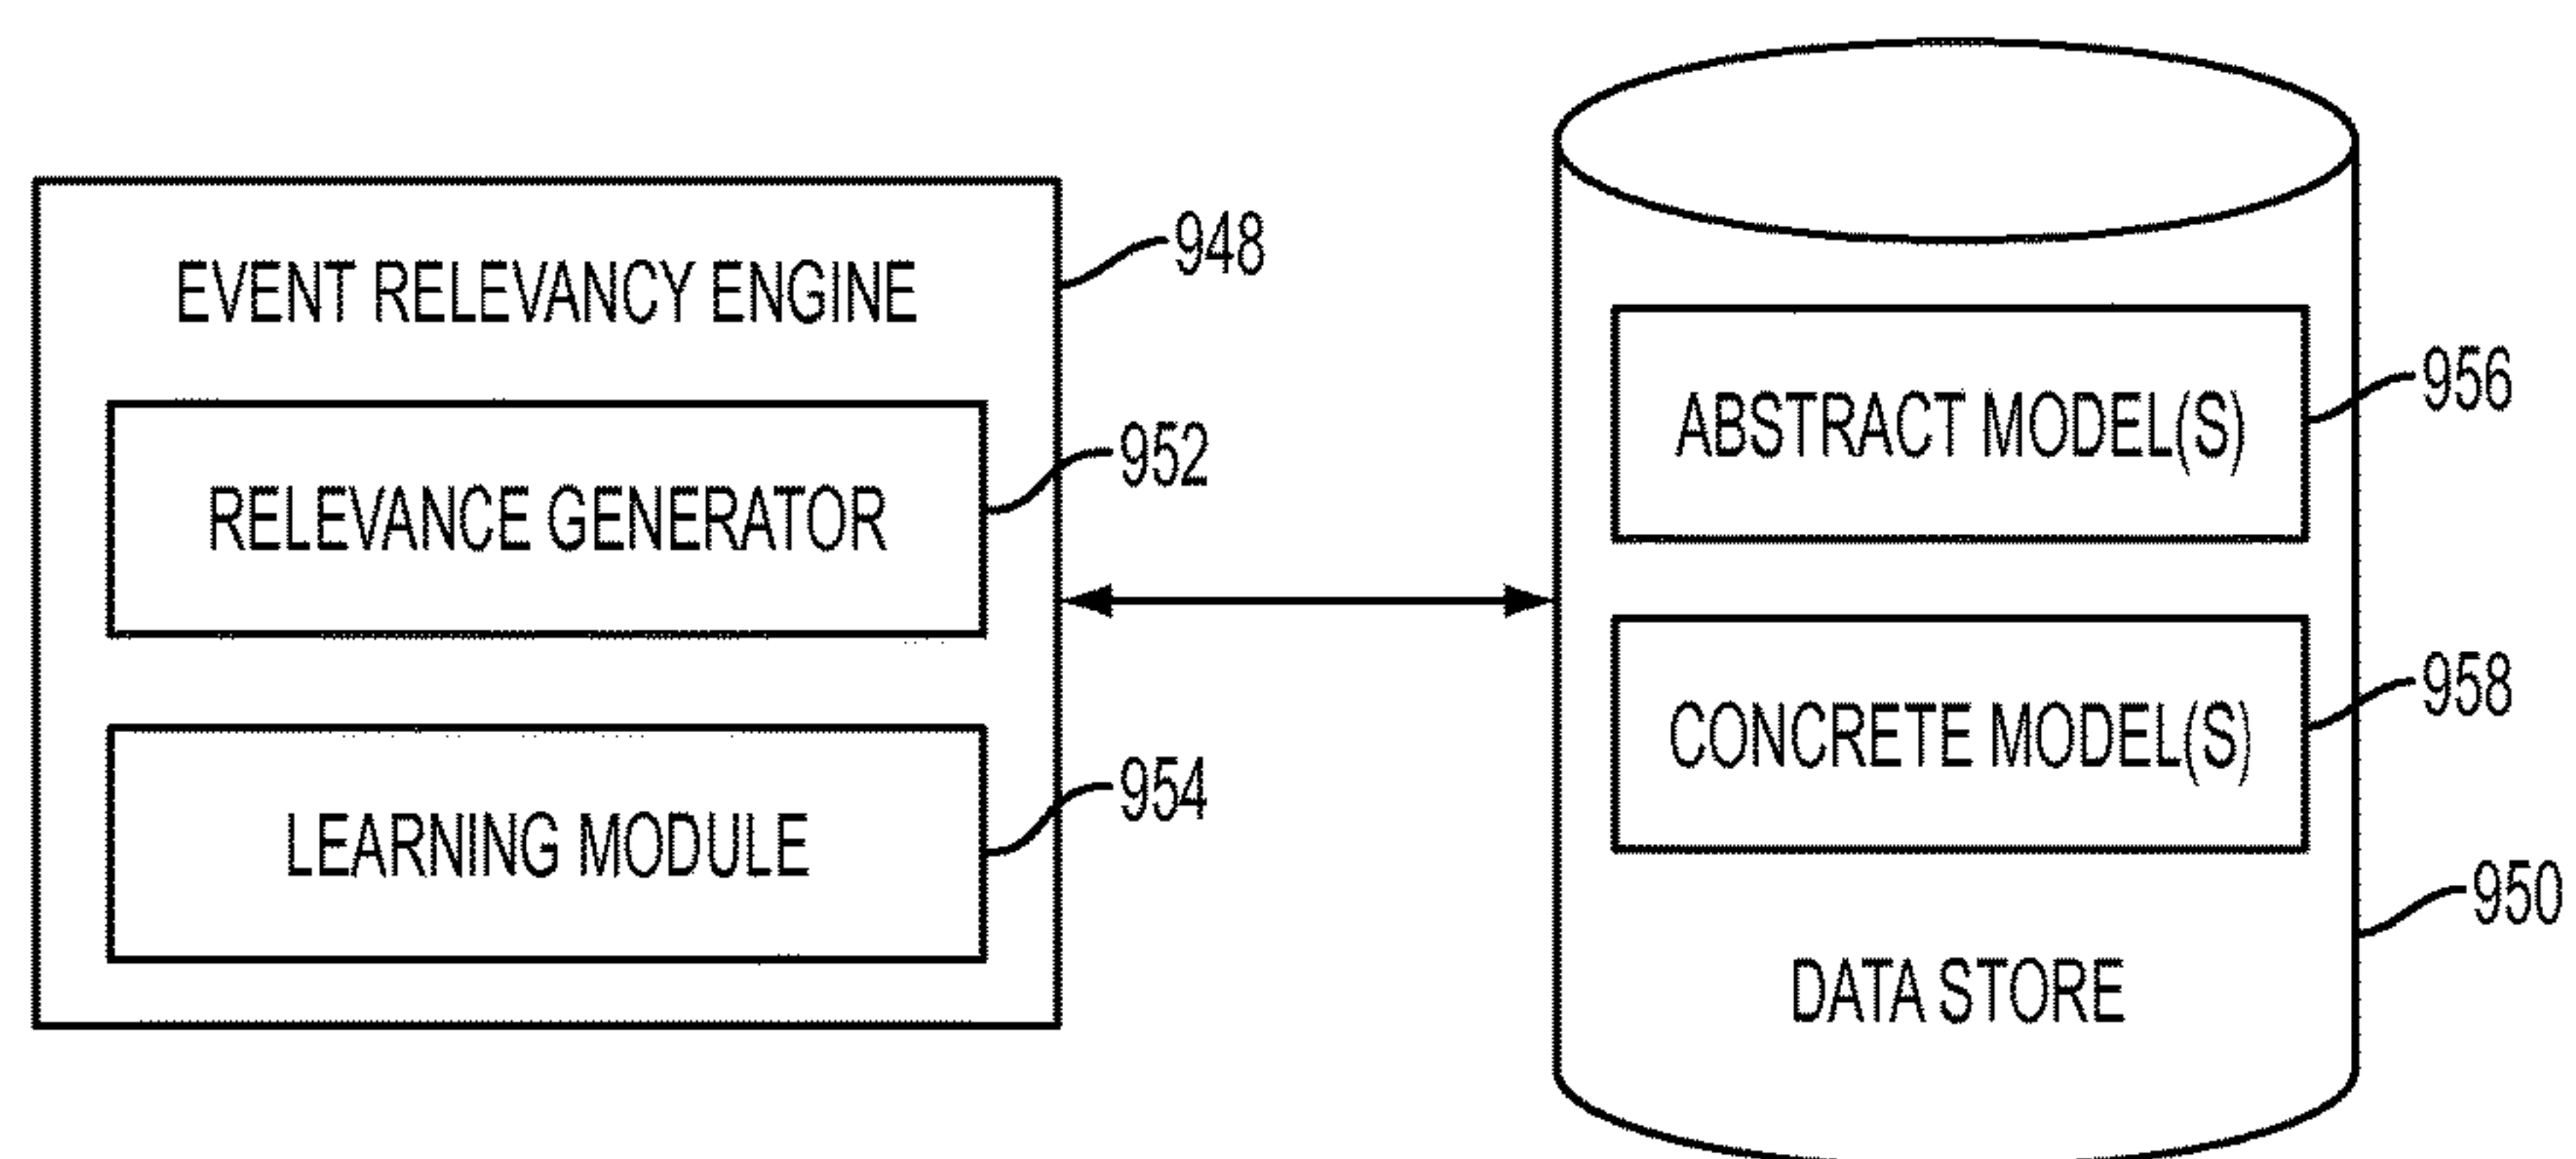 EVENT RELEVANCY ENGINE
948
RELEVANCE GENERATOR
952
LEARNING MODULE
954
ABSTRACT MODEL(S)
956
CONCRETE MODEL(S)
958
950
DATA STORE